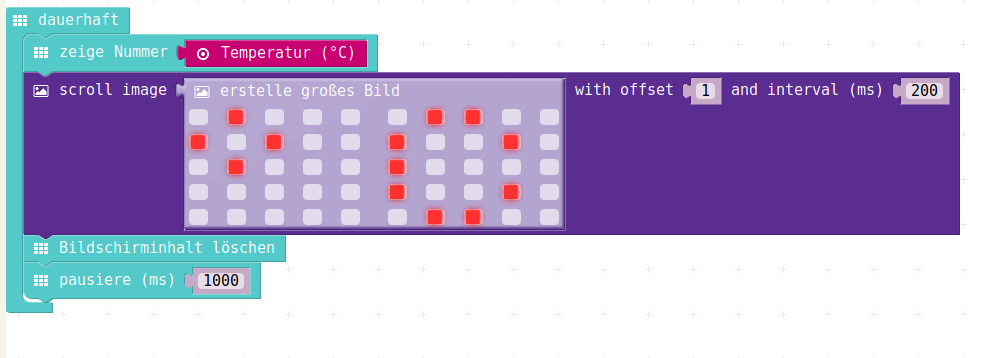 dauerhaft
zeige Nummer Temperatur (°C)
scroll image erstelle großes Bild with offset 1 and interval (ms) 200
Bildschirminhalt löschen
pausiere (ms) 1000